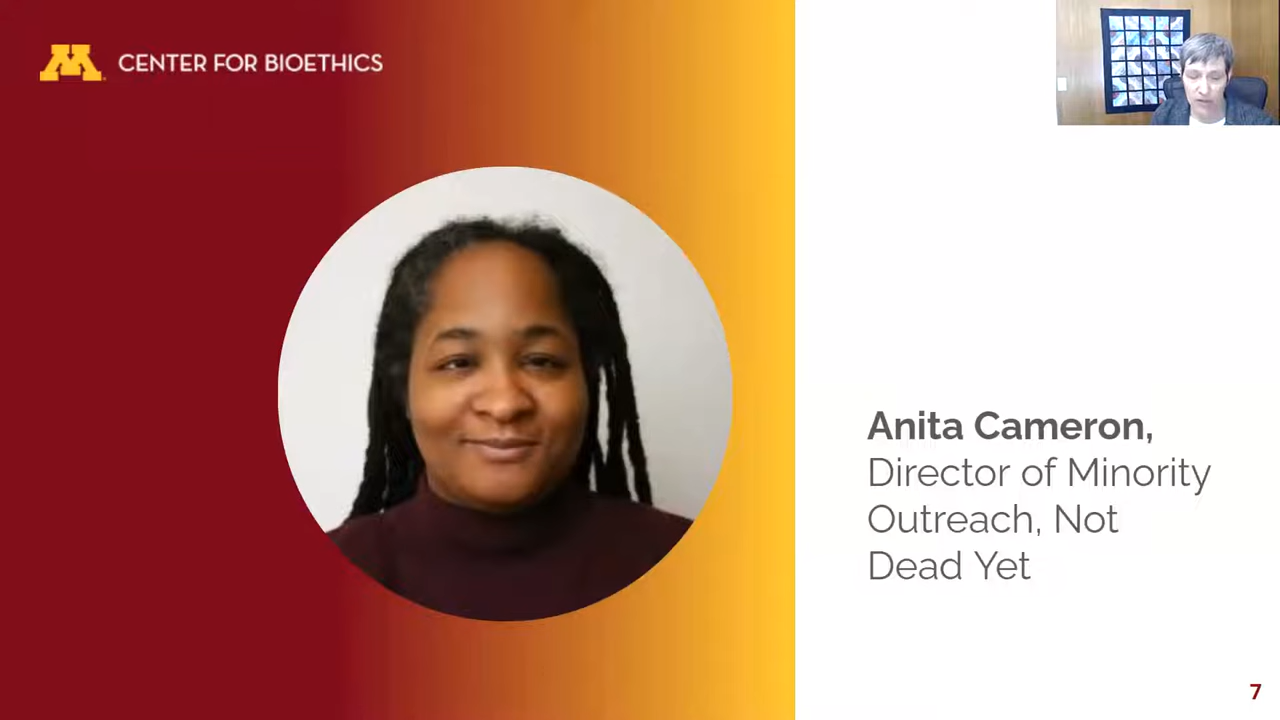 M
CENTER FOR BIOETHICS
Anita Cameron,
Director of Minority
Outreach, Not
Dead Yet
7